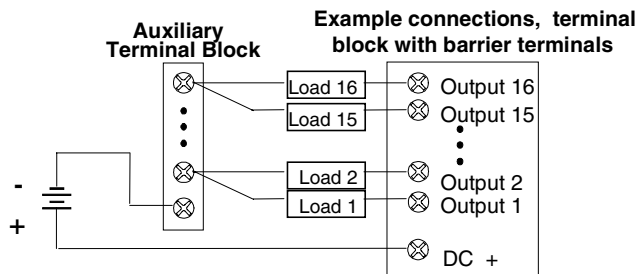 Auxiliary
Terminal Block
Example connections, terminal
block with barrier terminals
Load 16
Output 16
Load 15
Output 15
Load 2
Output 2
Load 1
Output 1
-
+
DC +